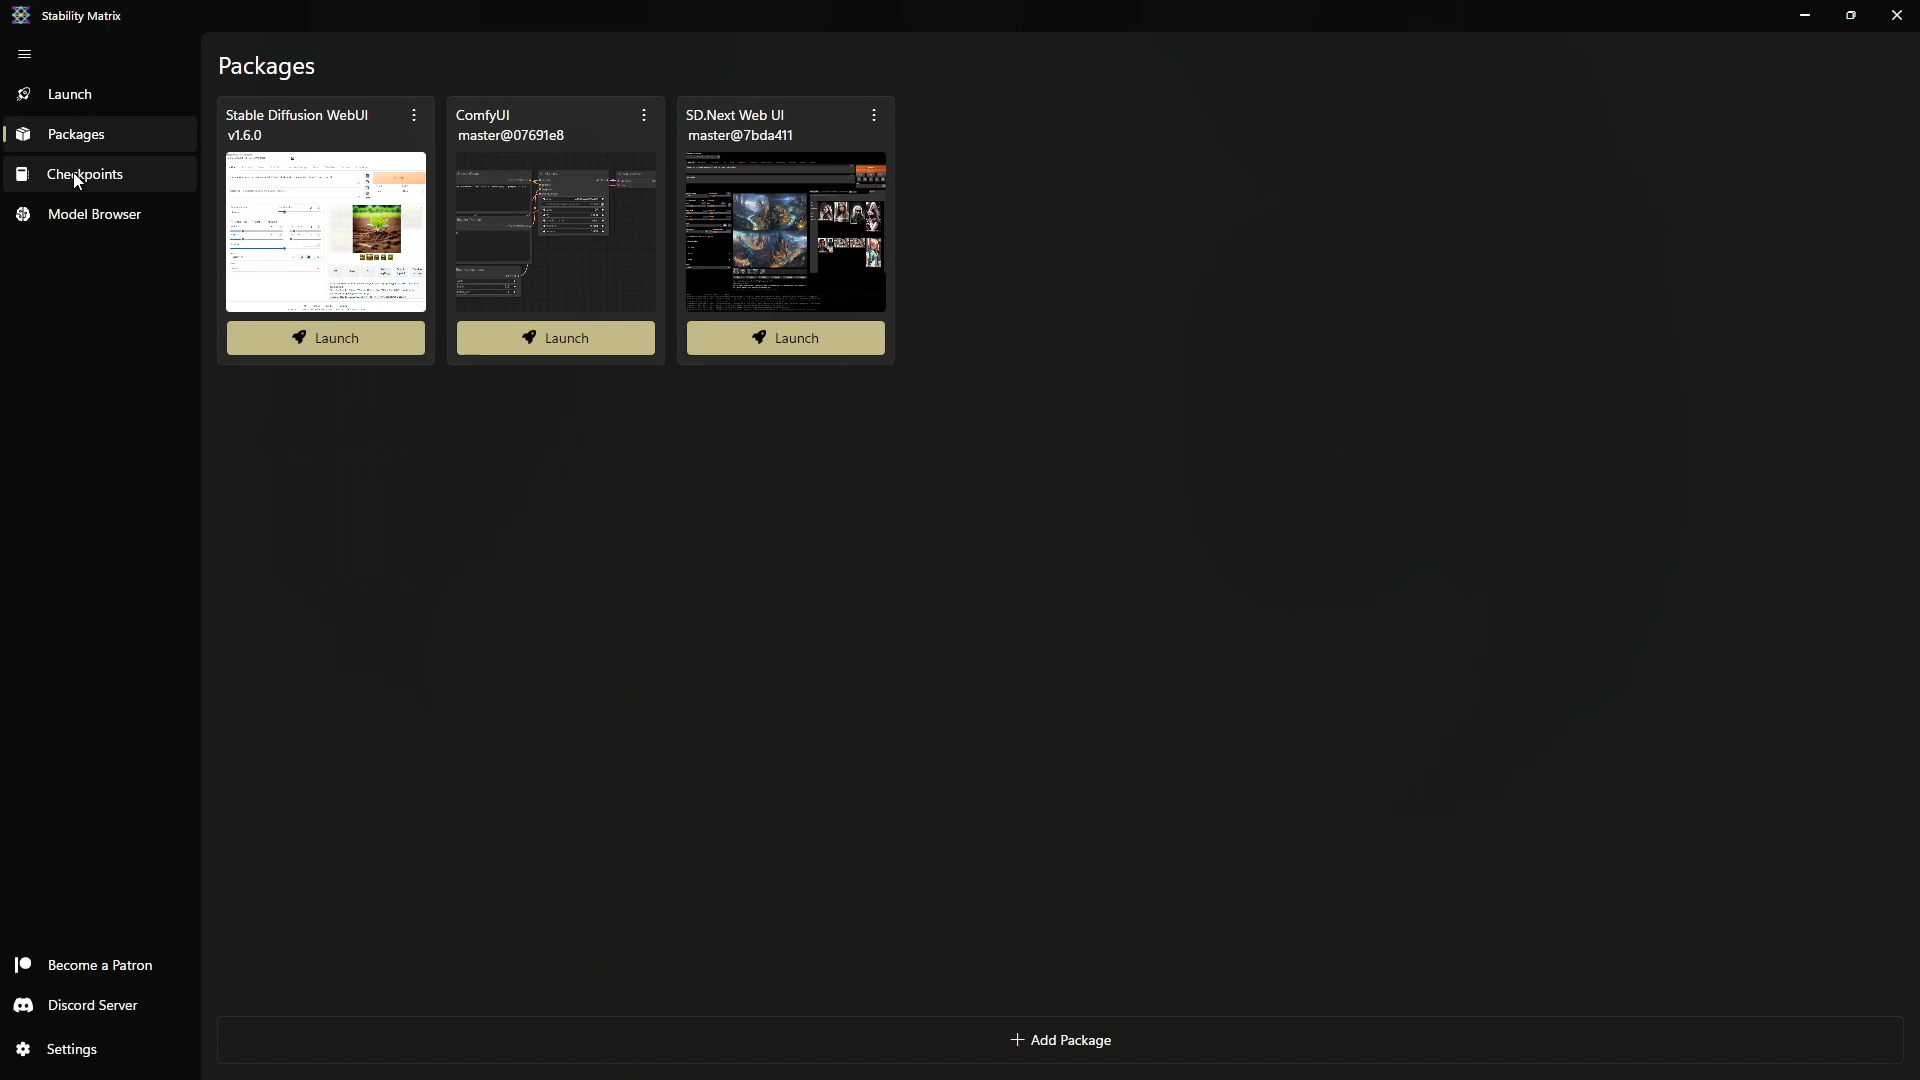 Stability Matrix
Launch
Packages
Checkpoints
Model Browser
Become a Patron
Discord Server
Settings
Packages
Stable Diffusion WebUI
v1.6.0
Launch
ComfyUI
master@07691e8
Launch
SD.Next Web UI
master@7bda411
Launch
Add Package